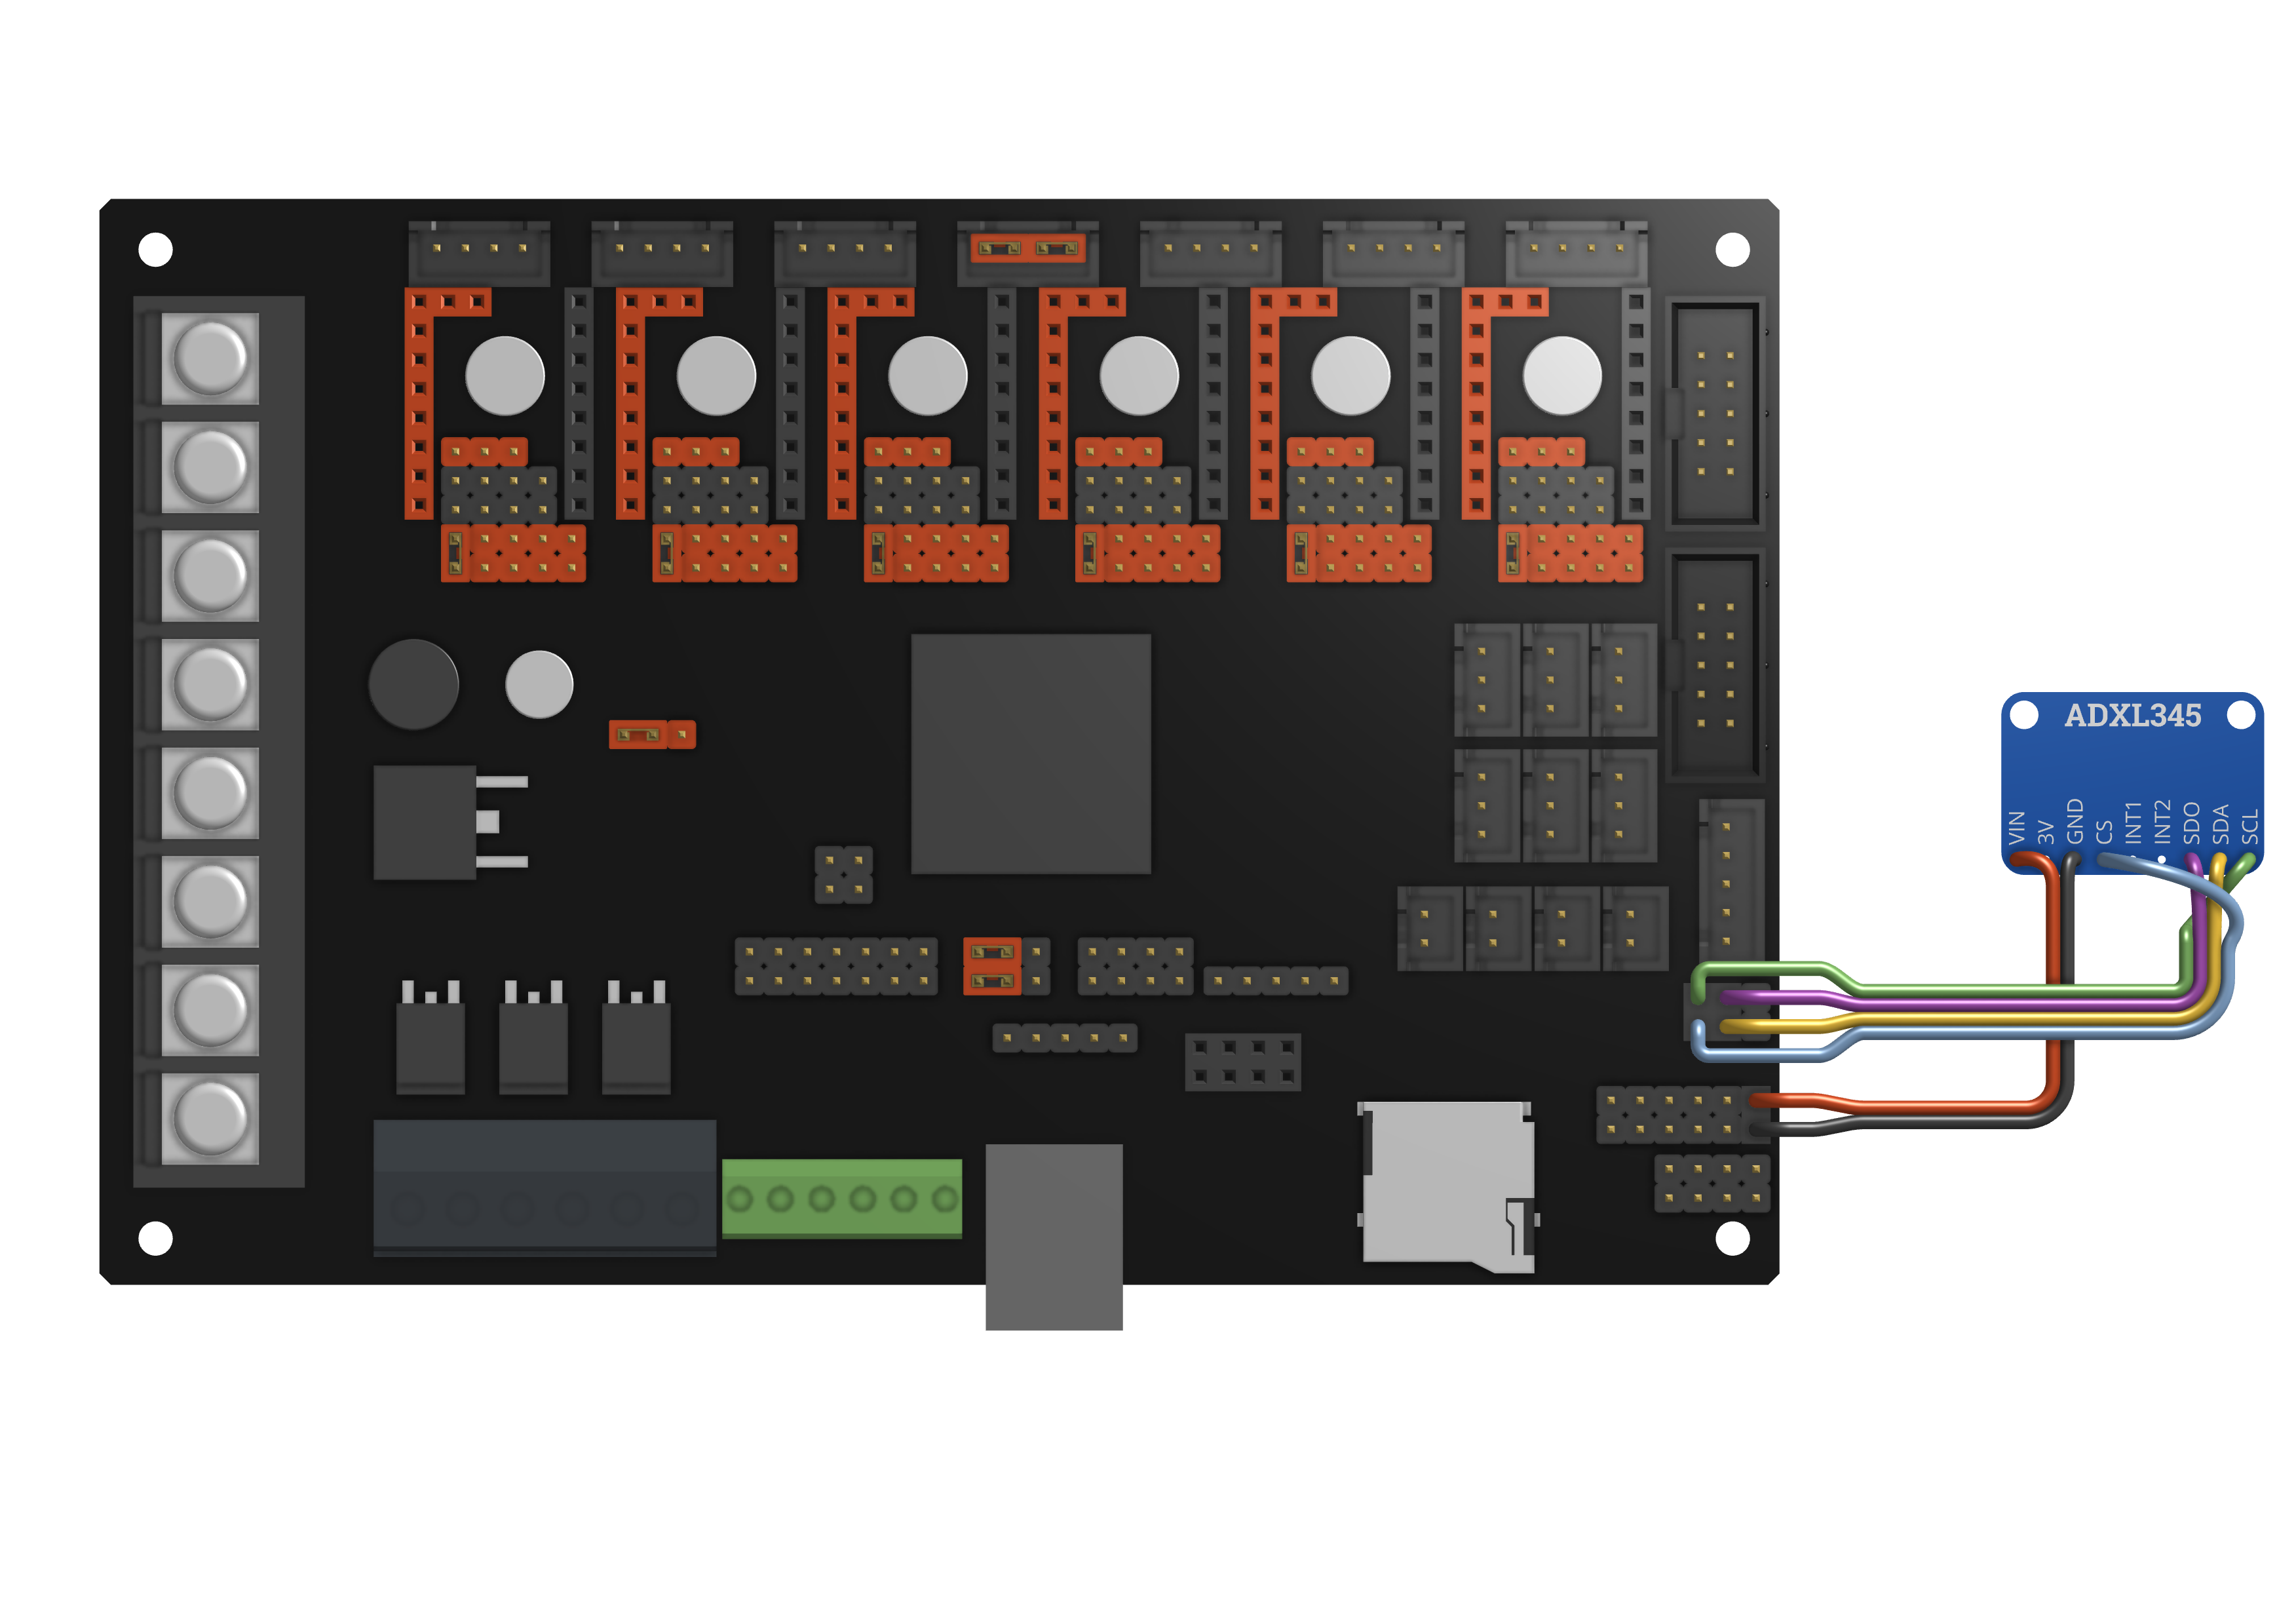 ADXL345
VIN
3V
GND
CS
INT1
INT2
SDO
SDA
SCL